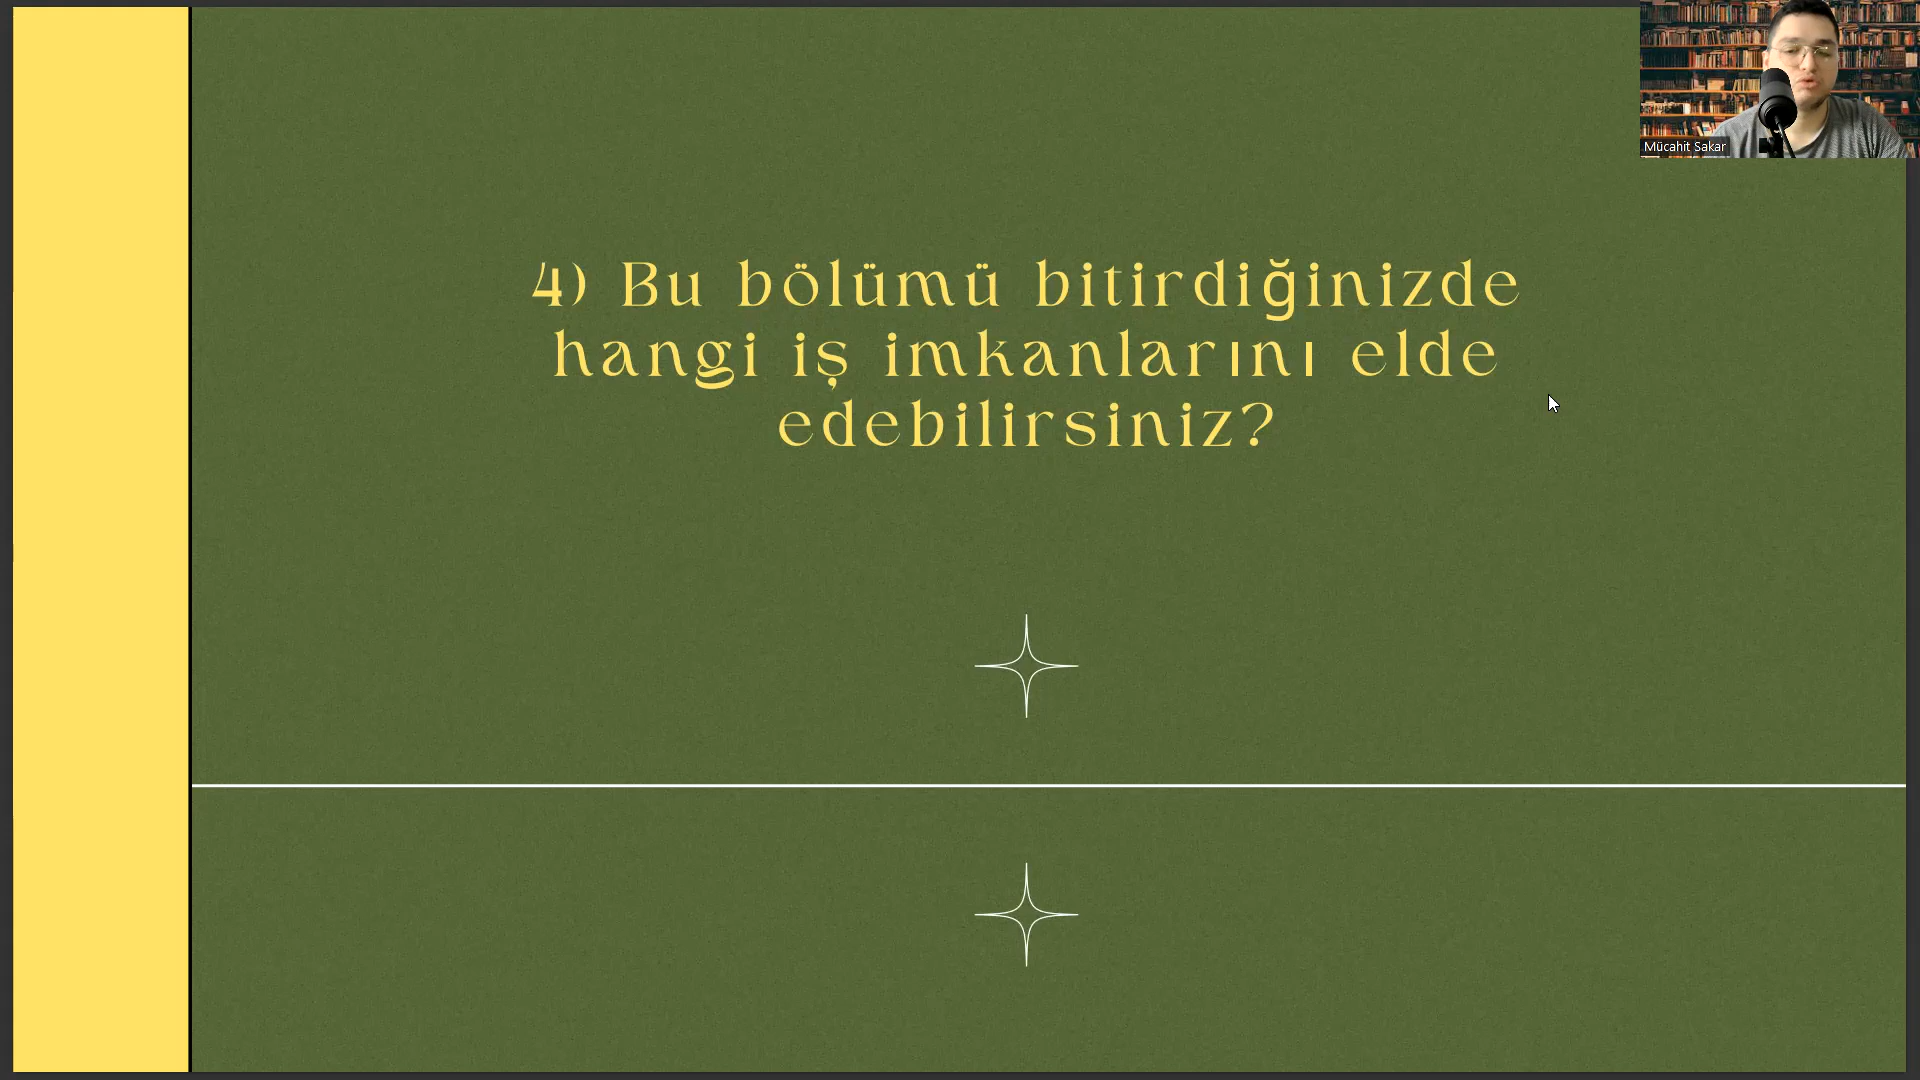 Mücahit Sakar
4) Bu bölümü bitirdiğinizde
hangi iş imkanlarını elde
edebilirsiniz?